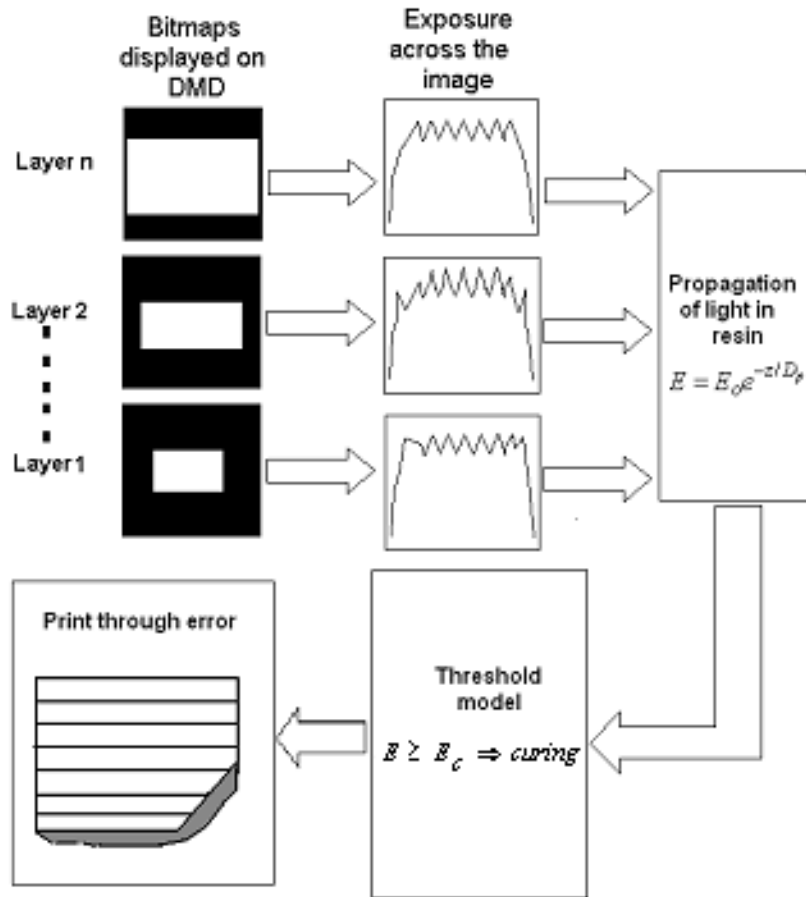 Bitmaps
displayed on
DMD
Exposure
across the
image
Layer n
Layer 2
Layer 1
Propagation
of light in
resin
E = E₀e^(-z/Dₚ)
Print through error
Threshold
model
E ≥ E_c ⇒ curing